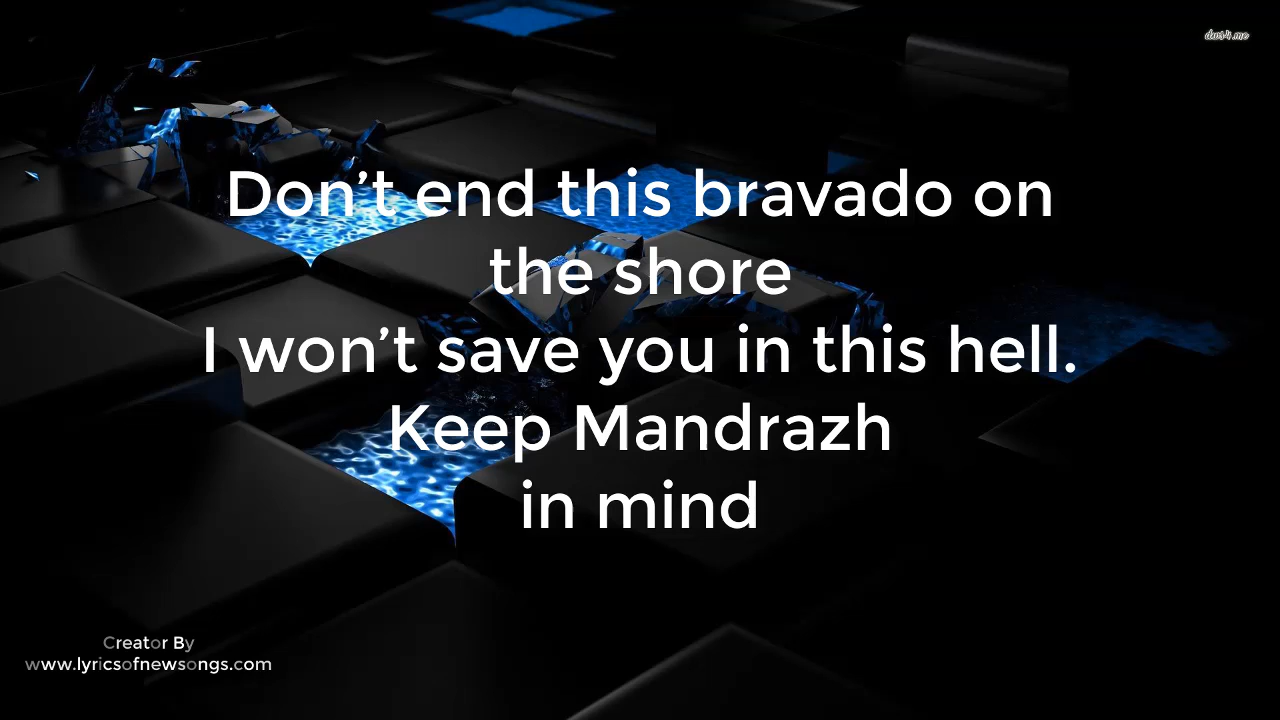 Don’t end this bravado on
the shore
I won’t save you in this hell.
Keep Mandrazh
in mind
Creator By
www.lyricsofnewsongs.com